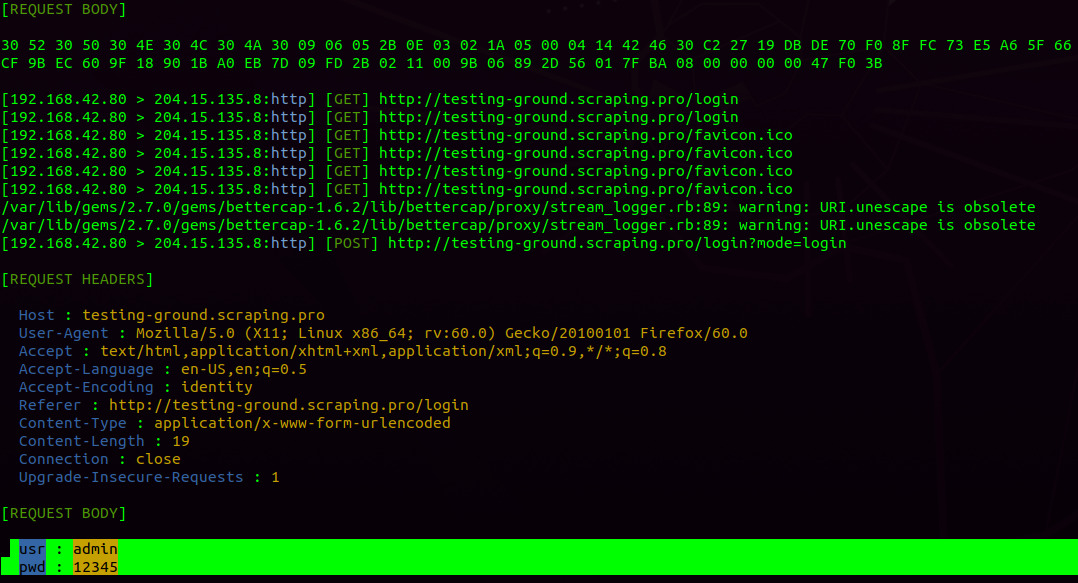 [REQUEST BODY]
30 52 30 50 30 4E 30 4C 30 4A 30 09 06 05 2B 0E 03 02 1A 05 00 04 14 42 46 30 C2 27 19 DB DE 70 F0 8F FC 73 E5 A6 5F 66
CF 9B EC 60 9F 18 90 1B A0 EB 7D 09 FD 2B 02 11 00 9B 06 89 2D 56 01 7F BA 08 00 00 00 00 47 F0 3B
[192.168.42.80 > 204.15.135.8:http] [GET] http://testing-ground.scraping.pro/login
[192.168.42.80 > 204.15.135.8:http] [GET] http://testing-ground.scraping.pro/login
[192.168.42.80 > 204.15.135.8:http] [GET] http://testing-ground.scraping.pro/favicon.ico
[192.168.42.80 > 204.15.135.8:http] [GET] http://testing-ground.scraping.pro/favicon.ico
[192.168.42.80 > 204.15.135.8:http] [GET] http://testing-ground.scraping.pro/favicon.ico
[192.168.42.80 > 204.15.135.8:http] [GET] http://testing-ground.scraping.pro/favicon.ico
/var/lib/gems/2.7.0/gems/bettercap-1.6.2/lib/bettercap/proxy/stream_logger.rb:89: warning: URI.unescape is obsolete
/var/lib/gems/2.7.0/gems/bettercap-1.6.2/lib/bettercap/proxy/stream_logger.rb:89: warning: URI.unescape is obsolete
[192.168.42.80 > 204.15.135.8:http] [POST] http://testing-ground.scraping.pro/login?mode=login
[REQUEST HEADERS]
Host : testing-ground.scraping.pro
User-Agent : Mozilla/5.0 (X11; Linux x86_64; rv:60.0) Gecko/20100101 Firefox/60.0
Accept : text/html,application/xhtml+xml,application/xml;q=0.9,*/*;q=0.8
Accept-Language : en-US,en;q=0.5
Accept-Encoding : identity
Referer : http://testing-ground.scraping.pro/login
Content-Type : application/x-www-form-urlencoded
Content-Length : 19
Connection : close
Upgrade-Insecure-Requests : 1
[REQUEST BODY]
usr : admin
pwd : 12345